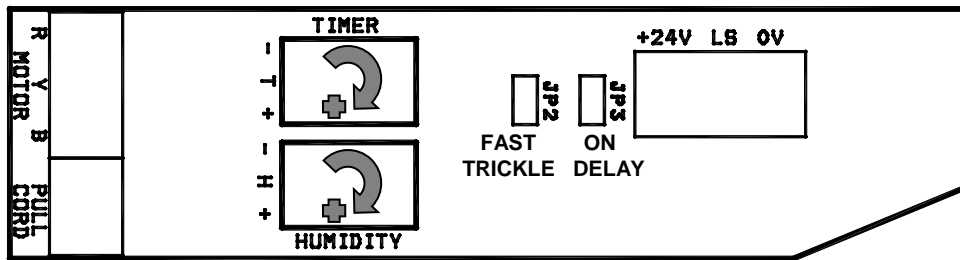 R Y B
MOTOR
PULL
CORD
TIMER
- T +
- H +
HUMIDITY
JP2
JP3
FAST
TRICKLE
ON
DELAY
+24V LS 0V